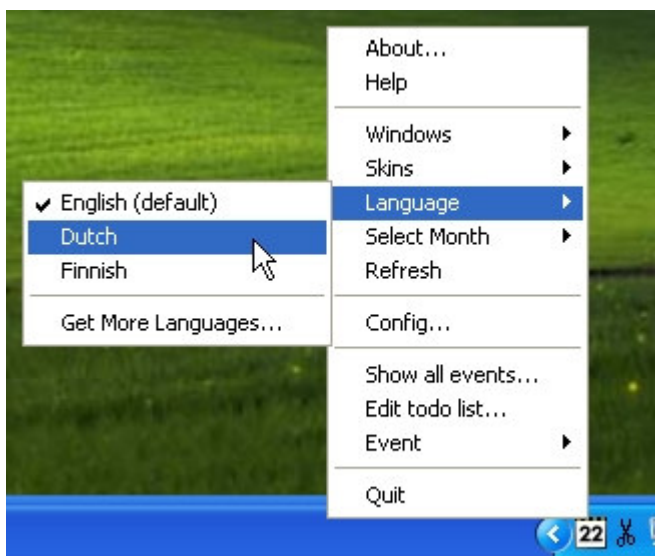 About...
Help
Windows
Skins
Language
Select Month
Refresh
Config...
Show all events...
Edit todo list...
Event
Quit
English (default)
Dutch
Finnish
Get More Languages...
22